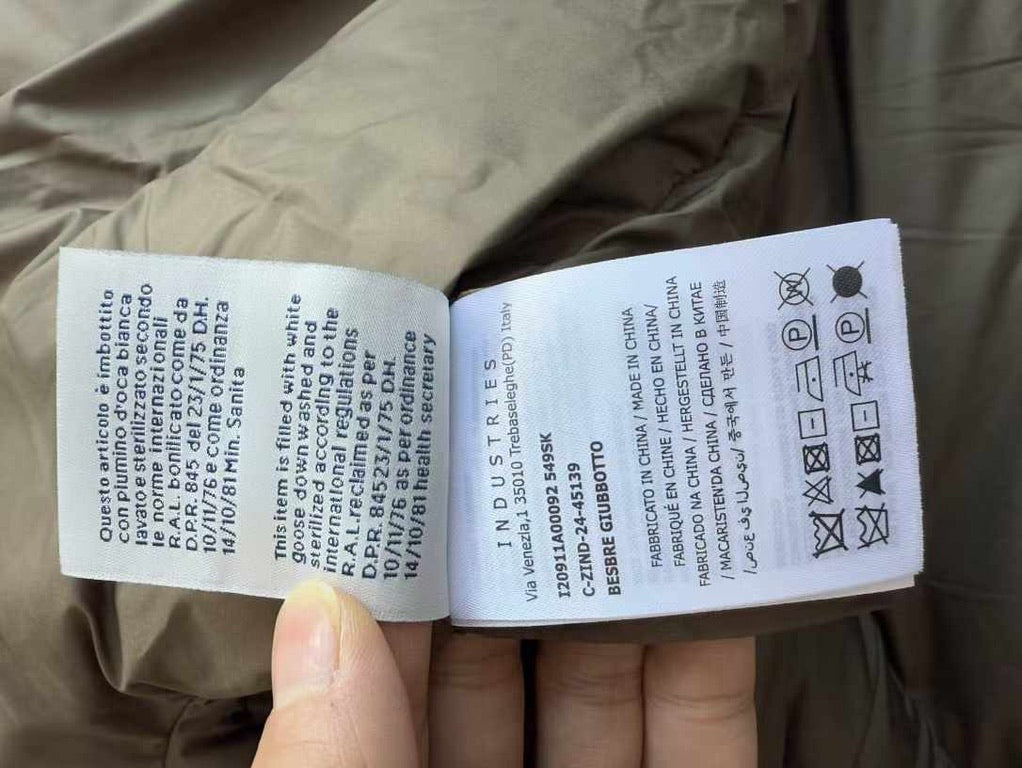 Questo articolo è imbottito
con piumino d'oca bianca
lavato e sterilizzato secondo
le norme internazionali
R.A.L. bonificato come da
D.P.R. 845 del 23/1/75 D.H.
10/11/76 e come ordinanza
14/10/81 Min. Sanita
This item is filled with white
goose down washed and
sterilized according to the
international regulations
R.A.L.reclaimed as per
D.P.R. 84523/1/75 D.H.
10/11/76 as per ordinance
14/10/81 health secretary
INDUSTRIES
Via Venezia,1 35010 Trebaseleghe(PD) Italy
I20911A00092 549SK
C-ZIND-24-45139
BESBRE GIUBBOTTO
FABBRICATO IN CHINA / MADE IN CHINA
FABRIQUÉ EN CHINE / HECHO EN CHINA/
FABRICADO NA CHINA / HERGESTELLT IN CHINA
/ MACARISTEN'DA CHINA / СДЕЛАНО В КИТАЕ
/ صنع في الصين/ 중국에서 만든 / 中国制造
P
P